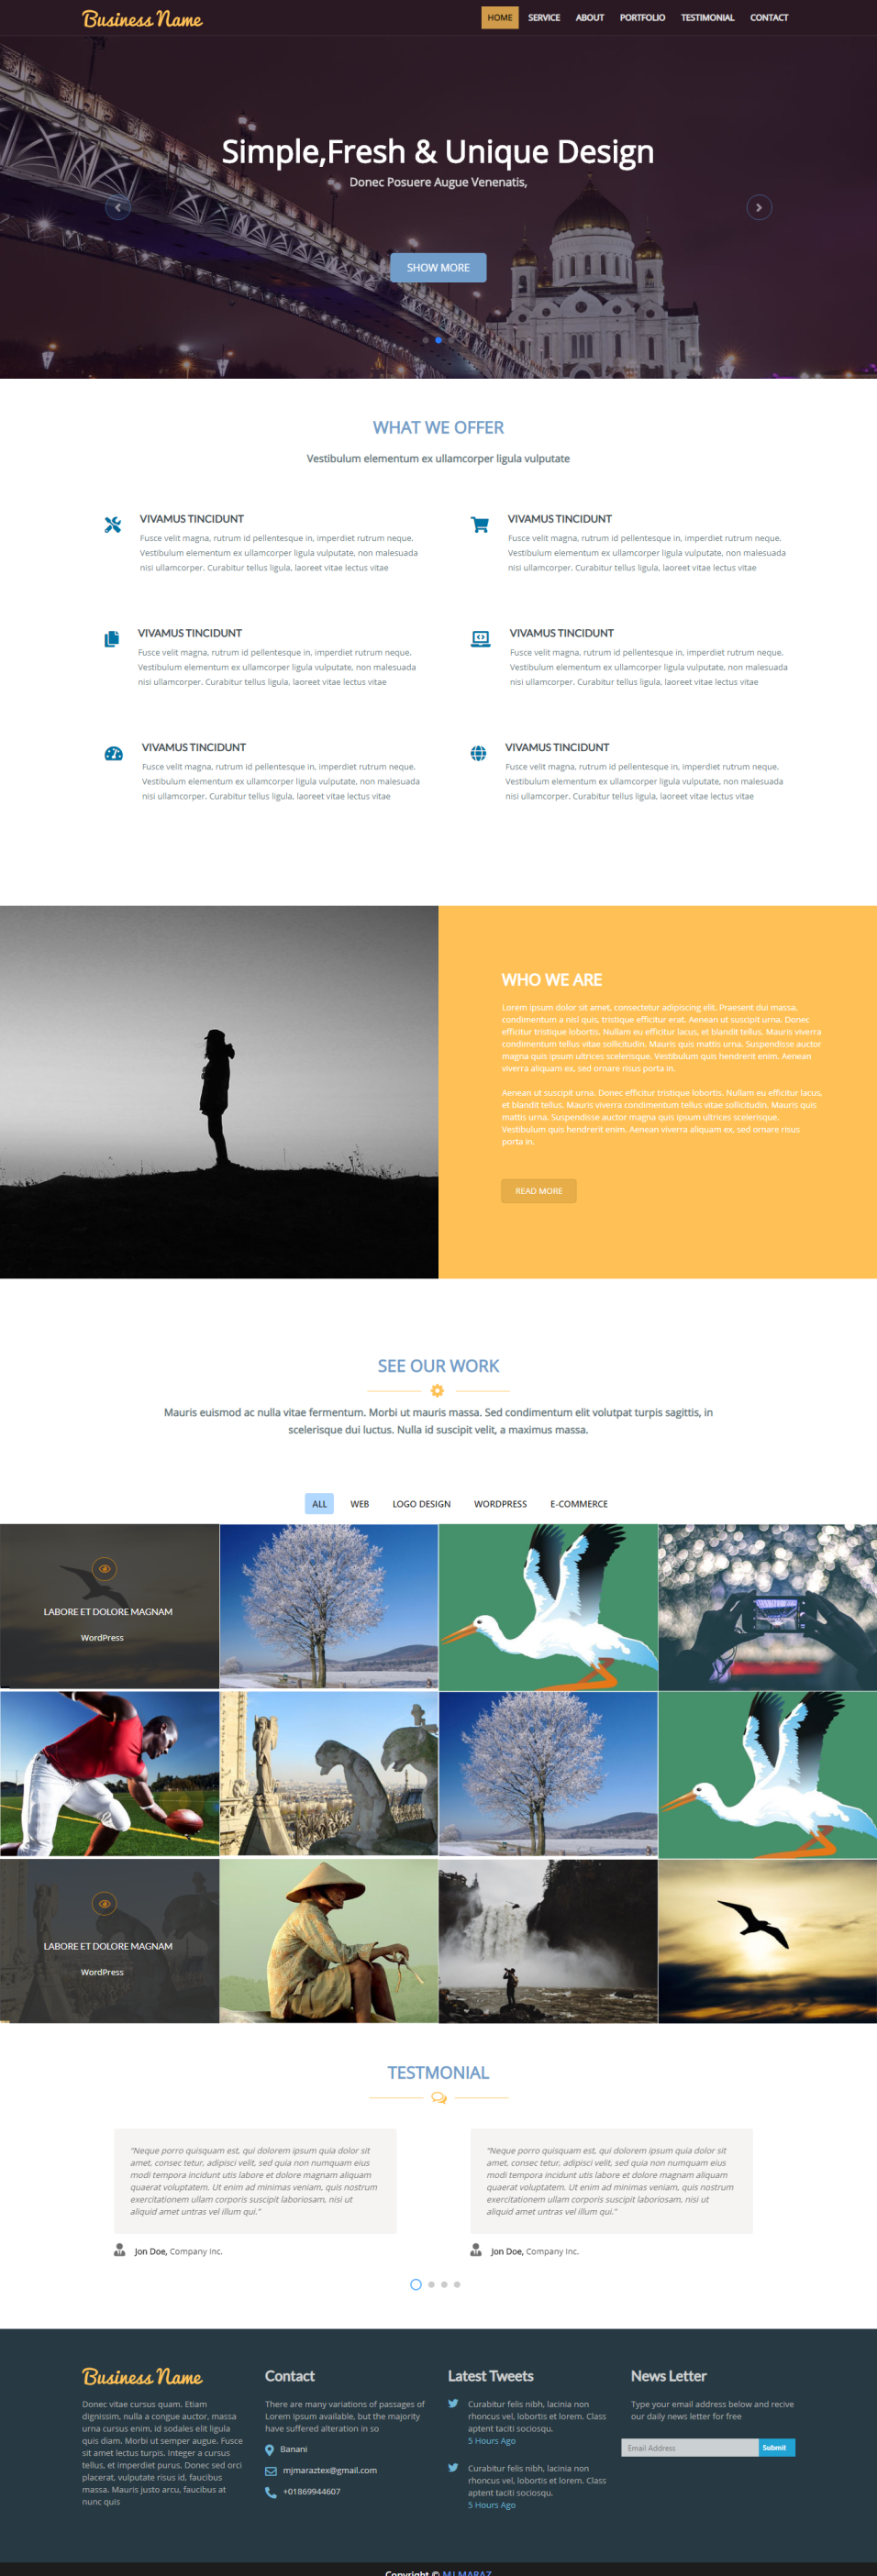 Business Name
HOME SERVICE ABOUT PORTFOLIO TESTIMONIAL CONTACT
Simple,Fresh & Unique Design
Donec Posuere Augue Venenatis,
SHOW MORE
WHAT WE OFFER
Vestibulum elementum ex ullamcorper ligula vulputate
VIVAMUS TINCIDUNT
Fusce velit magna, rutrum id pellentesque in, imperdiet rutrum neque.
Vestibulum elementum ex ullamcorper ligula vulputate, non malesuada
nisi ullamcorper. Curabitur tellus ligula, laoreet vitae lectus vitae
VIVAMUS TINCIDUNT
Fusce velit magna, rutrum id pellentesque in, imperdiet rutrum neque.
Vestibulum elementum ex ullamcorper ligula vulputate, non malesuada
nisi ullamcorper. Curabitur tellus ligula, laoreet vitae lectus vitae
VIVAMUS TINCIDUNT
Fusce velit magna, rutrum id pellentesque in, imperdiet rutrum neque.
Vestibulum elementum ex ullamcorper ligula vulputate, non malesuada
nisi ullamcorper. Curabitur tellus ligula, laoreet vitae lectus vitae
VIVAMUS TINCIDUNT
Fusce velit magna, rutrum id pellentesque in, imperdiet rutrum neque.
Vestibulum elementum ex ullamcorper ligula vulputate, non malesuada
nisi ullamcorper. Curabitur tellus ligula, laoreet vitae lectus vitae
VIVAMUS TINCIDUNT
Fusce velit magna, rutrum id pellentesque in, imperdiet rutrum neque.
Vestibulum elementum ex ullamcorper ligula vulputate, non malesuada
nisi ullamcorper. Curabitur tellus ligula, laoreet vitae lectus vitae
VIVAMUS TINCIDUNT
Fusce velit magna, rutrum id pellentesque in, imperdiet rutrum neque.
Vestibulum elementum ex ullamcorper ligula vulputate, non malesuada
nisi ullamcorper. Curabitur tellus ligula, laoreet vitae lectus vitae
WHO WE ARE
Lorem ipsum dolor sit amet, consectetur adipiscing elit. Praesent dui massa,
condimentum a nisl quis, tristique efficitur erat. Aenean ut suscipit urna. Donec
efficitur tristique lobortis. Nullam eu efficitur lacus, et blandit tellus. Mauris viverra
condimentum tellus vitae sollicitudin. Mauris quis mattis urna. Suspendisse auctor
magna quis ipsum ultrices scelerisque. Vestibulum quis hendrerit enim. Aenean
viverra aliquam ex, sed ornare risus porta in.
Aenean ut suscipit urna. Donec efficitur tristique lobortis. Nullam eu efficitur lacus,
et blandit tellus. Mauris viverra condimentum tellus vitae sollicitudin. Mauris quis
mattis urna. Suspendisse auctor magna quis ipsum ultrices scelerisque.
Vestibulum quis hendrerit enim. Aenean viverra aliquam ex, sed ornare risus
porta in.
READ MORE
SEE OUR WORK
Mauris euismod ac nulla vitae fermentum. Morbi ut mauris massa. Sed condimentum elit volutpat turpis sagittis, in
scelerisque dui luctus. Nulla id suscipit velit, a maximus massa.
ALL WEB LOGO DESIGN WORDPRESS E-COMMERCE
LABORE ET DOLORE MAGNAM
WordPress
LABORE ET DOLORE MAGNAM
WordPress
TESTMONIAL
"Neque porro quisquam est, qui dolorem ipsum quia dolor sit
amet, consec tetur, adipisci velit, sed quia non numquam eius
modi tempora incidunt utis labore et dolore magnam aliquam
quaerat voluptatem. Ut enim ad minimas veniam, quis nostrum
exercitationem ullam corporis suscipit laboriosam, nisi ut
aliquid amet untras vel illum qui."
Jon Doe, Company Inc.
"Neque porro quisquam est, qui dolorem ipsum quia dolor sit
amet, consec tetur, adipisci velit, sed quia non numquam eius
modi tempora incidunt utis labore et dolore magnam aliquam
quaerat voluptatem. Ut enim ad minimas veniam, quis nostrum
exercitationem ullam corporis suscipit laboriosam, nisi ut
aliquid amet untras vel illum qui."
Jon Doe, Company Inc.
Business Name
Donec vitae cursus quam. Etiam
dignissim, nulla a congue auctor, massa
urna cursus enim, id sodales elit ligula
quis diam. Morbi ut semper augue. Fusce
sit amet lectus turpis. Integer a cursus
tellus, et imperdiet purus. Donec sed orci
placerat, vulputate risus id, faucibus
massa. Mauris justo arcu, faucibus at
nunc quis
Contact
There are many variations of passages of
Lorem Ipsum available, but the majority
have suffered alteration in so
Banani
mjmaraztex@gmail.com
+01869944607
Latest Tweets
Curabitur felis nibh, lacinia non
rhoncus vel, lobortis et lorem. Class
aptent taciti sociosqu.
5 Hours Ago
Curabitur felis nibh, lacinia non
rhoncus vel, lobortis et lorem. Class
aptent taciti sociosqu.
5 Hours Ago
News Letter
Type your email address below and recive
our daily news letter for free
Email Address Submit
Copyright © MJ MARAZ